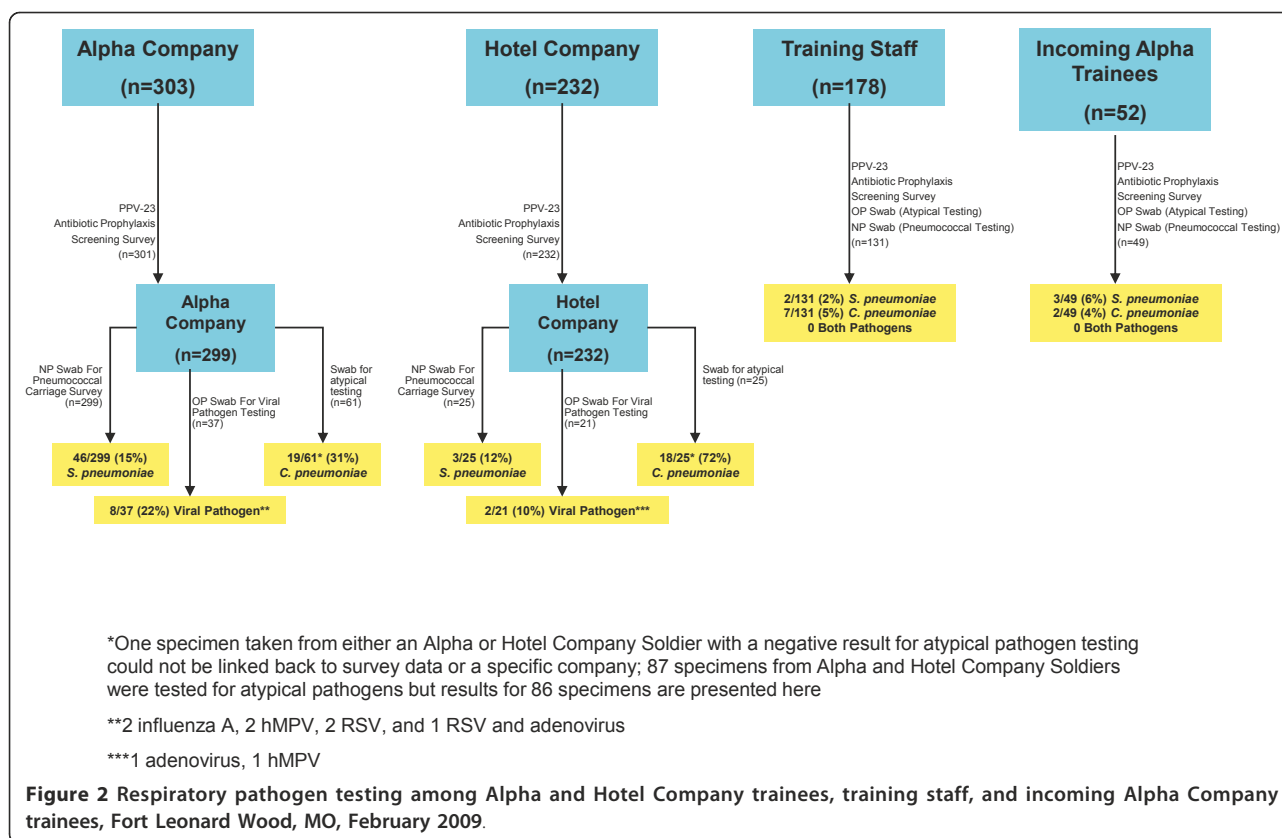 Alpha Company
(n=303)
Hotel Company
(n=232)
Training Staff
(n=178)
Incoming Alpha
Trainees
(n=52)
PPV-23
Antibiotic Prophylaxis
Screening Survey
(n=301)
PPV-23
Antibiotic Prophylaxis
Screening Survey
(n=232)
PPV-23
Antibiotic Prophylaxis
Screening Survey
OP Swab (Atypical Testing)
NP Swab (Pneumococcal Testing)
(n=131)
PPV-23
Antibiotic Prophylaxis
Screening Survey
OP Swab (Atypical Testing)
NP Swab (Pneumococcal Testing)
(n=49)
Alpha
Company
(n=299)
Hotel
Company
(n=232)
2/131 (2%) S. pneumoniae
7/131 (5%) C. pneumoniae
0 Both Pathogens
3/49 (6%) S. pneumoniae
2/49 (4%) C. pneumoniae
0 Both Pathogens
NP Swab For
Pneumococcal
Carriage Survey
(n=299)
OP Swab For Viral
Pathogen Testing
(n=37)
Swab for
atypical
testing
(n=61)
NP Swab For
Pneumococcal
Carriage Survey
(n=25)
OP Swab For Viral
Pathogen Testing
(n=21)
Swab for atypical
testing (n=25)
46/299 (15%)
S. pneumoniae
19/61* (31%)
C. pneumoniae
3/25 (12%)
S. pneumoniae
18/25* (72%)
C. pneumoniae
8/37 (22%) Viral Pathogen**
2/21 (10%) Viral Pathogen***
*One specimen taken from either an Alpha or Hotel Company Soldier with a negative result for atypical pathogen testing
could not be linked back to survey data or a specific company; 87 specimens from Alpha and Hotel Company Soldiers
were tested for atypical pathogens but results for 86 specimens are presented here
**2 influenza A, 2 hMPV, 2 RSV, and 1 RSV and adenovirus
***1 adenovirus, 1 hMPV
Figure 2 Respiratory pathogen testing among Alpha and Hotel Company trainees, training staff, and incoming Alpha Company
trainees, Fort Leonard Wood, MO, February 2009.